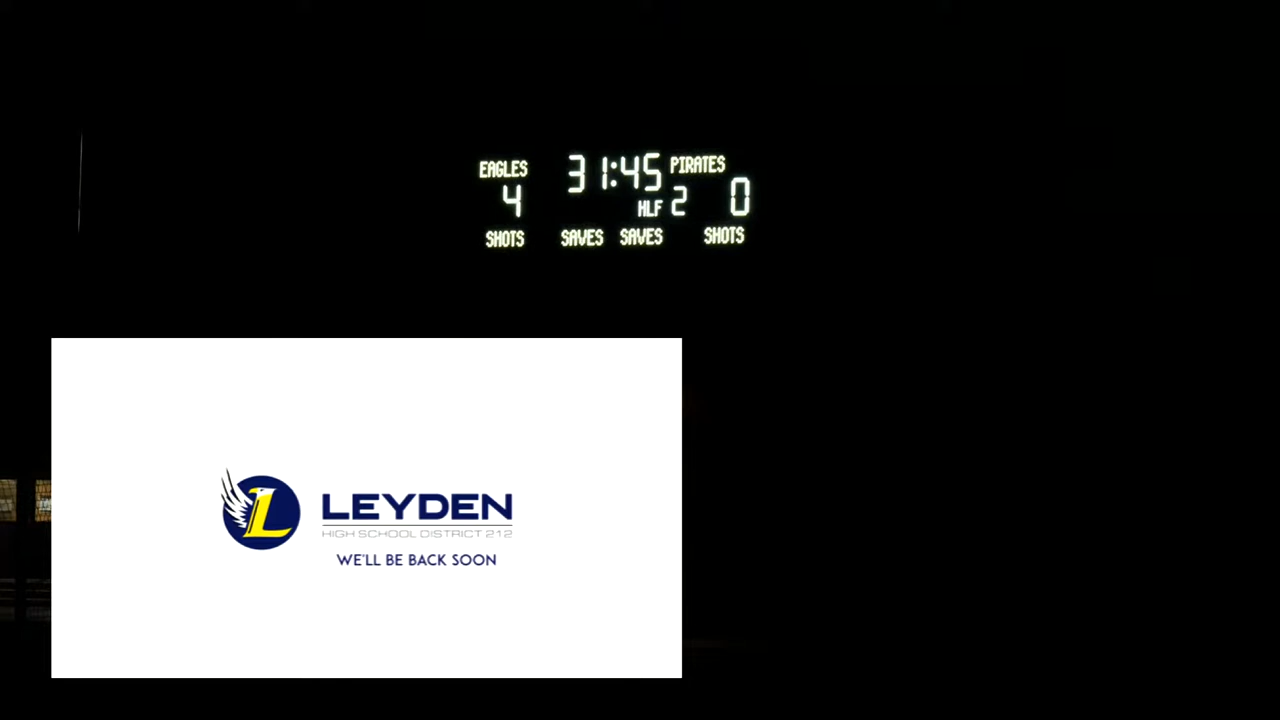 EAGLES 31:45 PIRATES
4 HLF 2 0
SHOTS SAVES SAVES SHOTS
L LEYDEN
HIGH SCHOOL DISTRICT 212
WE'LL BE BACK SOON